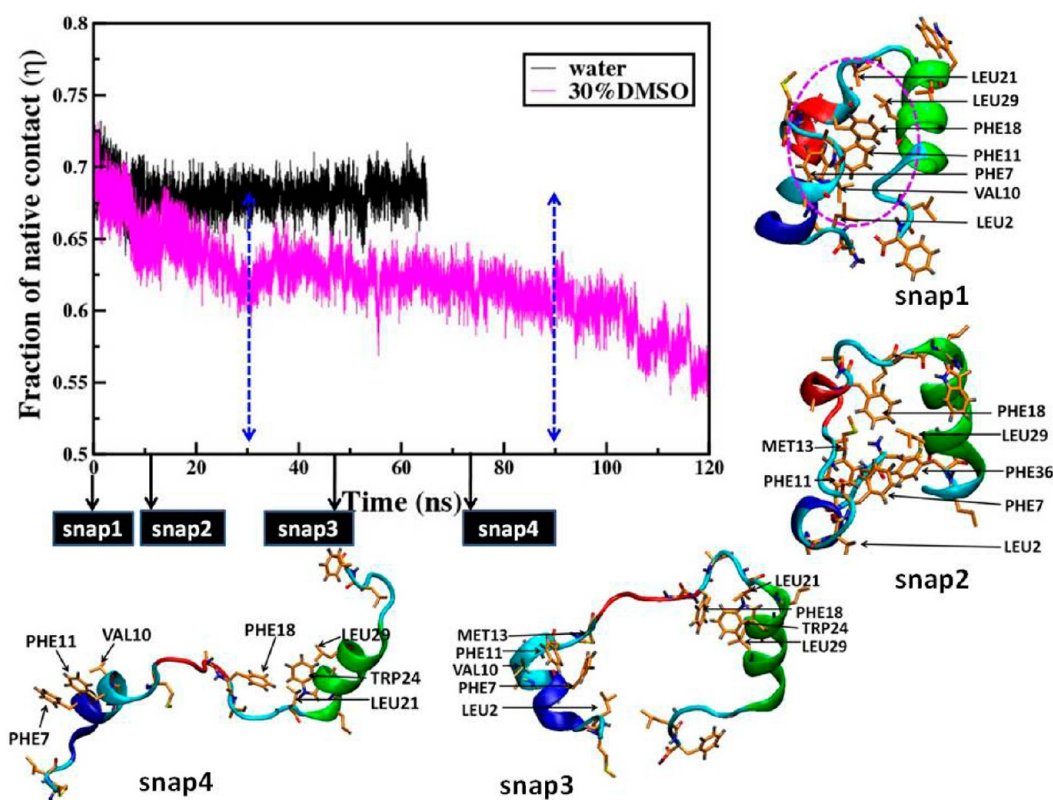 Fraction of native contact (η)
0.8
0.75
0.7
0.65
0.6
0.55
0.5
water
30%DMSO
0
20
40
60
80
100
120
Time (ns)
snap1
snap2
snap3
snap4
LEU21
LEU29
PHE18
PHE11
PHE7
VAL10
LEU2
snap1
PHE18
LEU29
MET13
PHE36
PHE11
PHE7
LEU2
snap2
PHE11
VAL10
PHE18
LEU29
TRP24
LEU21
PHE7
snap4
LEU21
PHE18
MET13
TRP24
PHE11
LEU29
VAL10
PHE7
LEU2
snap3